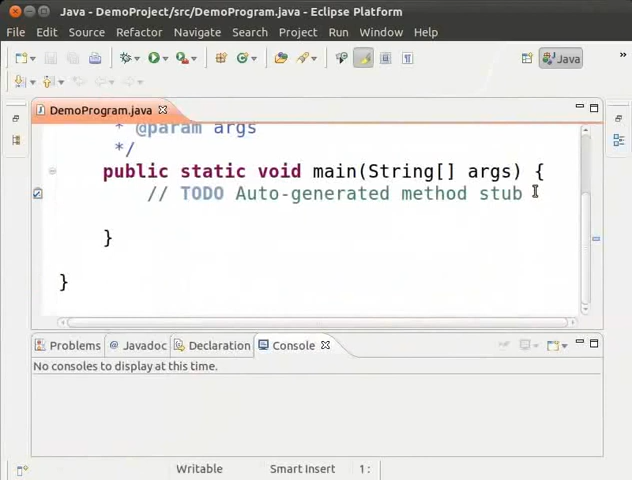 Java - DemoProject/src/DemoProgram.java - Eclipse Platform
File Edit Source Refactor Navigate Search Project Run Window Help
Java »
DemoProgram.java
* @param args
*/
public static void main(String[] args) {
// TODO Auto-generated method stub
}
}
Problems @ Javadoc Declaration Console
No consoles to display at this time.
Writable Smart Insert 1 :